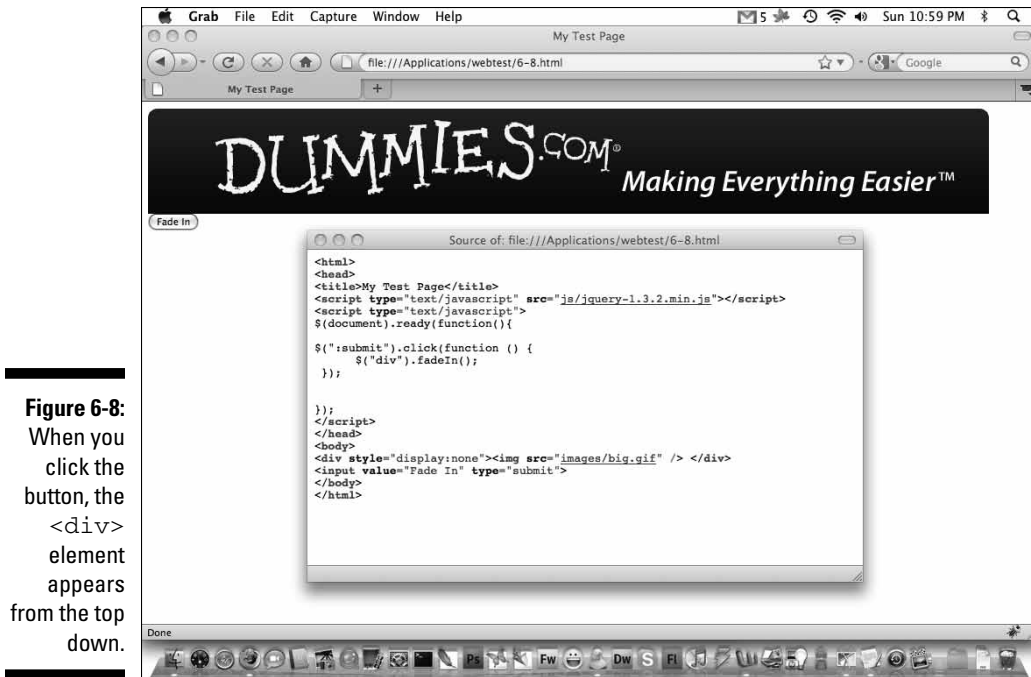 Grab File Edit Capture Window Help 5 Sun 10:59 PM
My Test Page
file:///Applications/webtest/6-8.html Google
My Test Page +
DUMMIES.COM®
Making Everything Easier™
Fade In
Source of: file:///Applications/webtest/6-8.html
<html>
<head>
<title>My Test Page</title>
<script type="text/javascript" src="js/jquery-1.3.2.min.js"></script>
<script type="text/javascript">
$(document).ready(function(){
$(":submit").click(function () {
$("div").fadeIn();
});
});
</script>
</head>
<body>
<div style="display:none"><img src="images/big.gif" /> </div>
<input value="Fade In" type="submit">
</body>
</html>
Done
Ps Fw Dw S Fl
Figure 6-8:
When you
click the
button, the
<div>
element
appears
from the top
down.